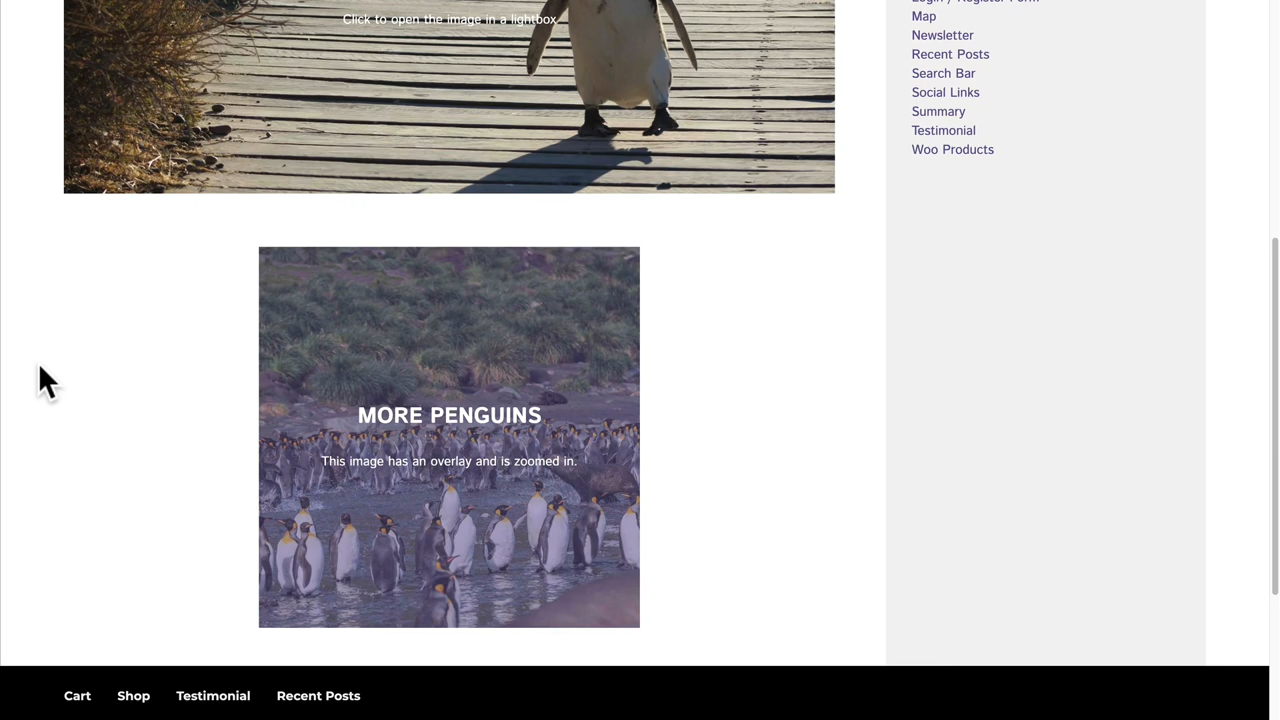 Click to open the image in a lightbox.
Map
Newsletter
Recent Posts
Search Bar
Social Links
Summary
Testimonial
Woo Products
MORE PENGUINS
This image has an overlay and is zoomed in.
Cart Shop Testimonial Recent Posts